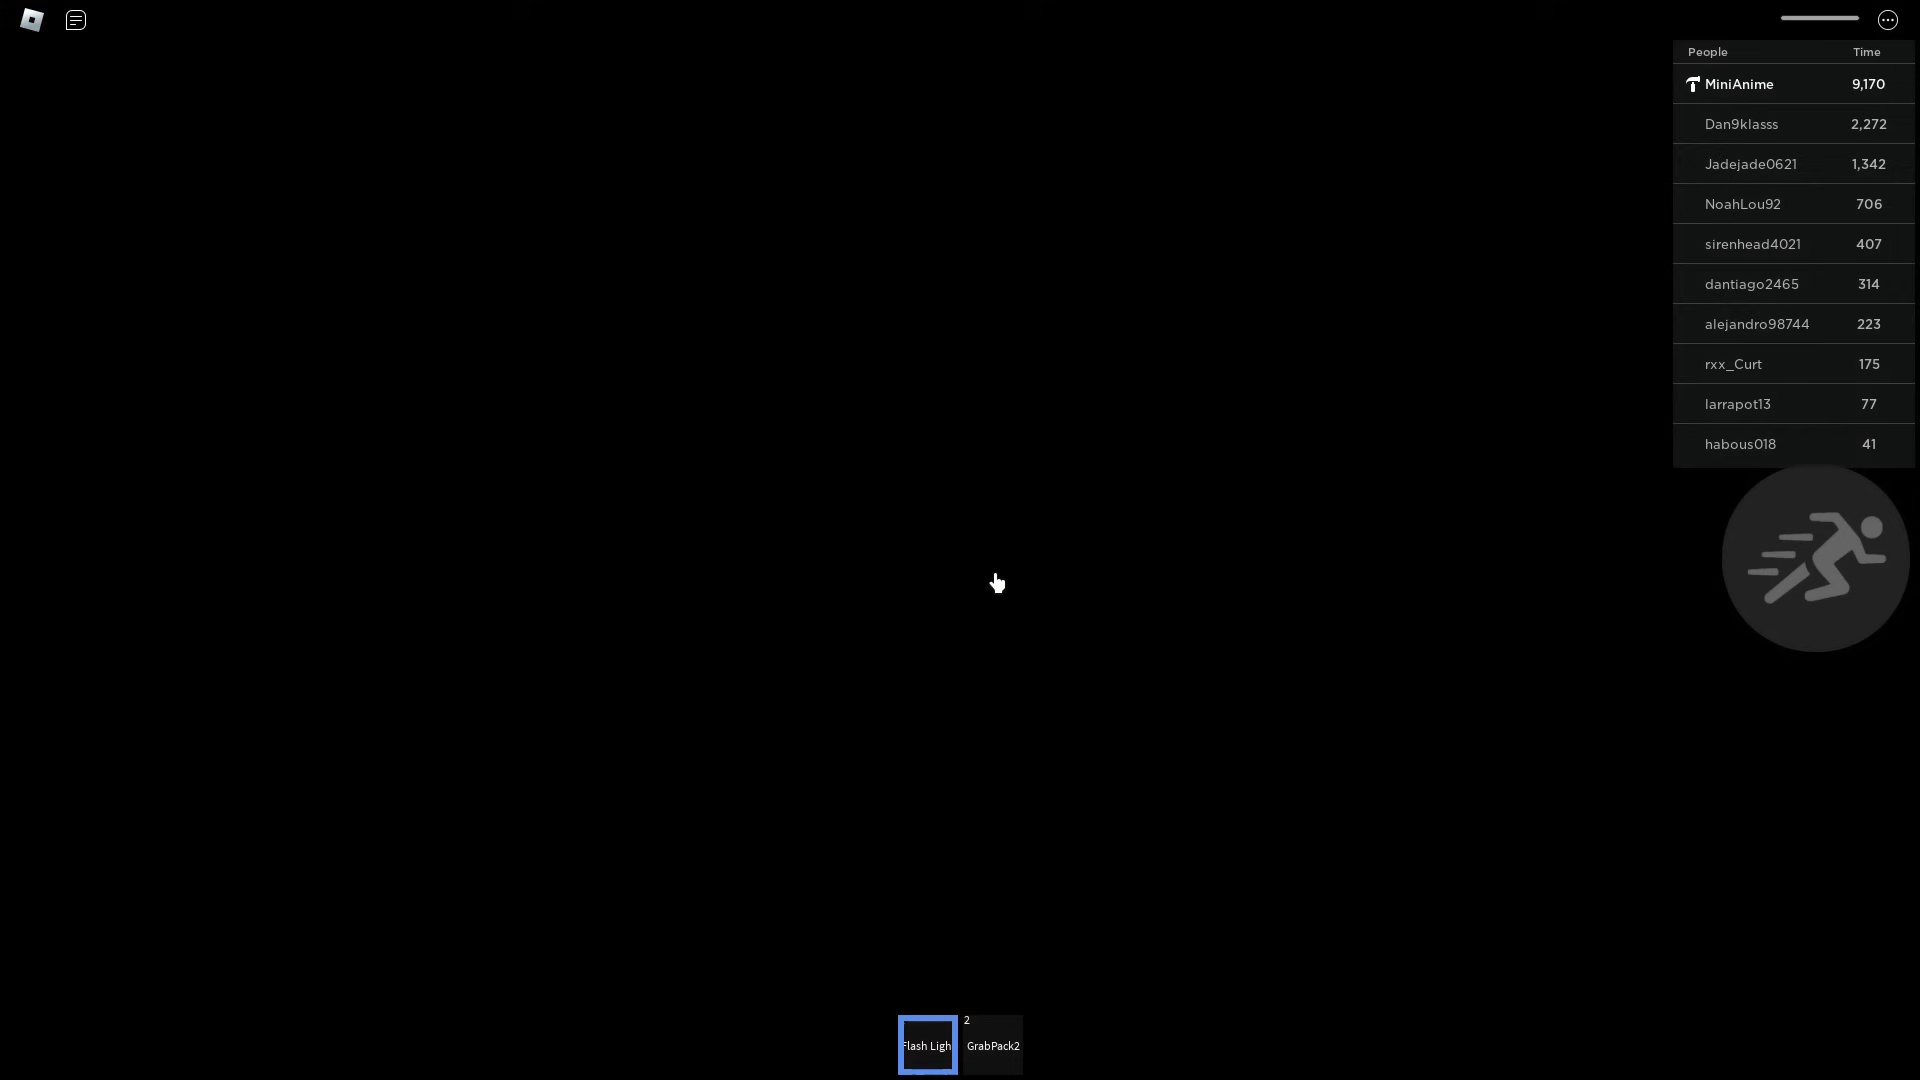 People Time
MiniAnime 9,170
Dan9klasss 2,272
Jadejade0621 1,342
NoahLou92 706
sirenhead4021 407
dantiago2465 314
alejandro98744 223
rxx_Curt 175
larrapot13 77
habous018 41
2
Flash Ligh GrabPack2